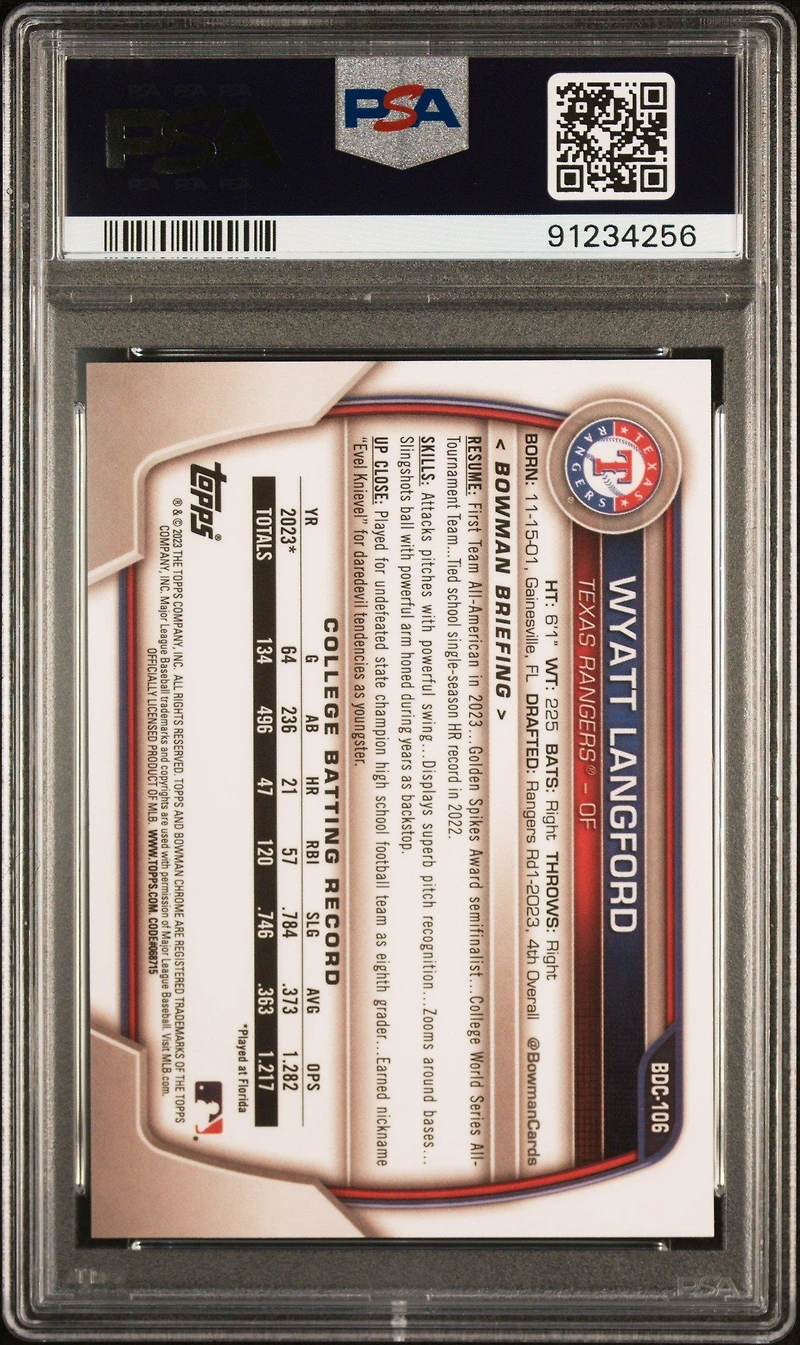 PSA
PSA
91234256
BDC-106
WYATT LANGFORD
TEXAS RANGERS® – OF
TEXAS RANGERS
T
HT: 6'1" WT: 225 BATS: Right THROWS: Right
BORN: 11-15-01, Gainesville, FL DRAFTED: Rangers Rd1-2023, 4th Overall @BowmanCards
< BOWMAN BRIEFING >
RESUME: First Team All-American in 2023...Golden Spikes Award semifinalist...College World Series All-
Tournament Team...Tied school single-season HR record in 2022.
SKILLS: Attacks pitches with powerful swing...Displays superb pitch recognition...Zooms around bases...
Slingshots ball with powerful arm honed during years as backstop.
UP CLOSE: Played for undefeated state champion high school football team as eighth grader...Earned nickname
"Evel Knievel" for daredevil tendencies as youngster.
COLLEGE BATTING RECORD
YR G AB HR RBI SLG AVG OPS
2023* 64 236 21 57 .784 .373 1.282
TOTALS 134 496 47 120 .746 .363 1.217
*Played at Florida
topps®
® & © 2023 THE TOPPS COMPANY, INC. ALL RIGHTS RESERVED. TOPPS AND BOWMAN CHROME ARE REGISTERED TRADEMARKS OF THE TOPPS
COMPANY, INC. Major League Baseball trademarks and copyrights are used with permission of Major League Baseball. Visit MLB.com.
OFFICIALLY LICENSED PRODUCT OF MLB. WWW.TOPPS.COM. CODE#068715
PSA